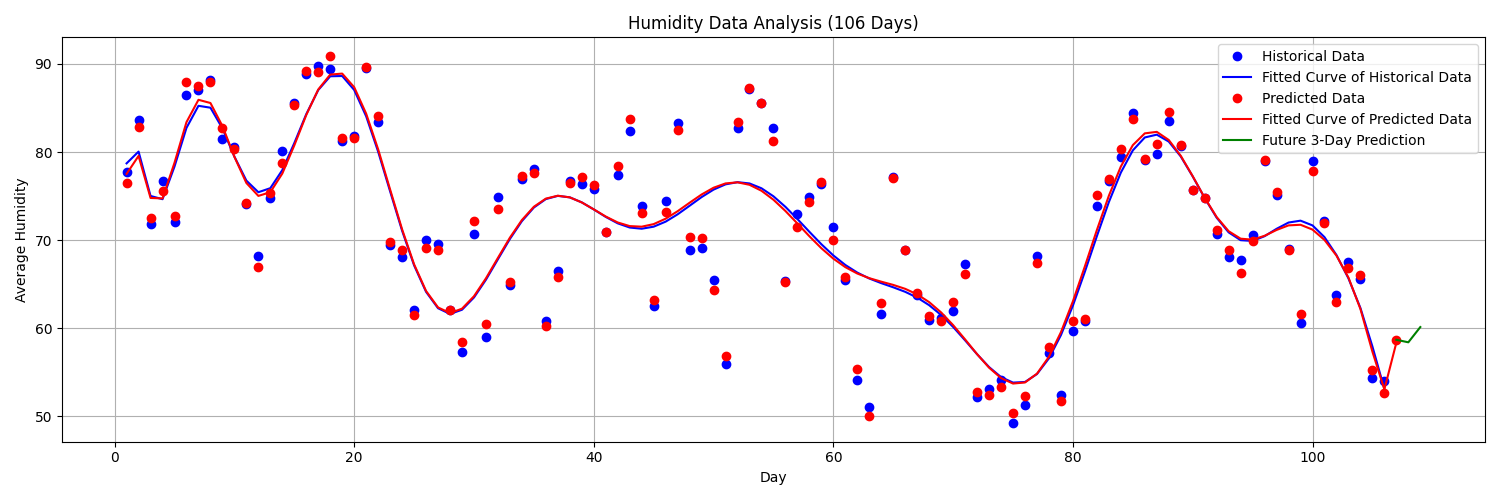 Humidity Data Analysis (106 Days)
Historical Data
Fitted Curve of Historical Data
Predicted Data
Fitted Curve of Predicted Data
Future 3-Day Prediction
Average Humidity
90
80
70
60
50
0 20 40 60 80 100
Day